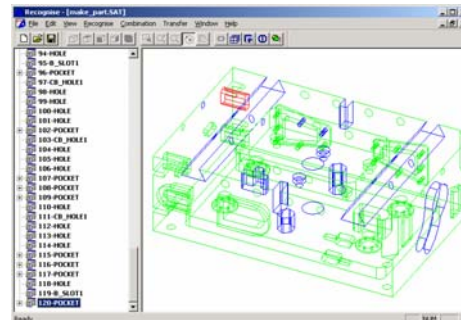 Recognise - [make_part.SAT]
File Edit View Recognise Combination Transfer Window Help
94-HOLE
95-B_SLOT1
96-POCKET
97-CB_HOLE1
98-HOLE
99-HOLE
100-HOLE
101-HOLE
102-POCKET
103-CB_HOLE1
104-HOLE
105-HOLE
106-HOLE
107-POCKET
108-POCKET
109-POCKET
110-HOLE
111-CB_HOLE1
112-HOLE
113-HOLE
114-HOLE
115-POCKET
116-POCKET
117-POCKET
118-HOLE
119-B_SLOT1
120-POCKET
Ready
NUM